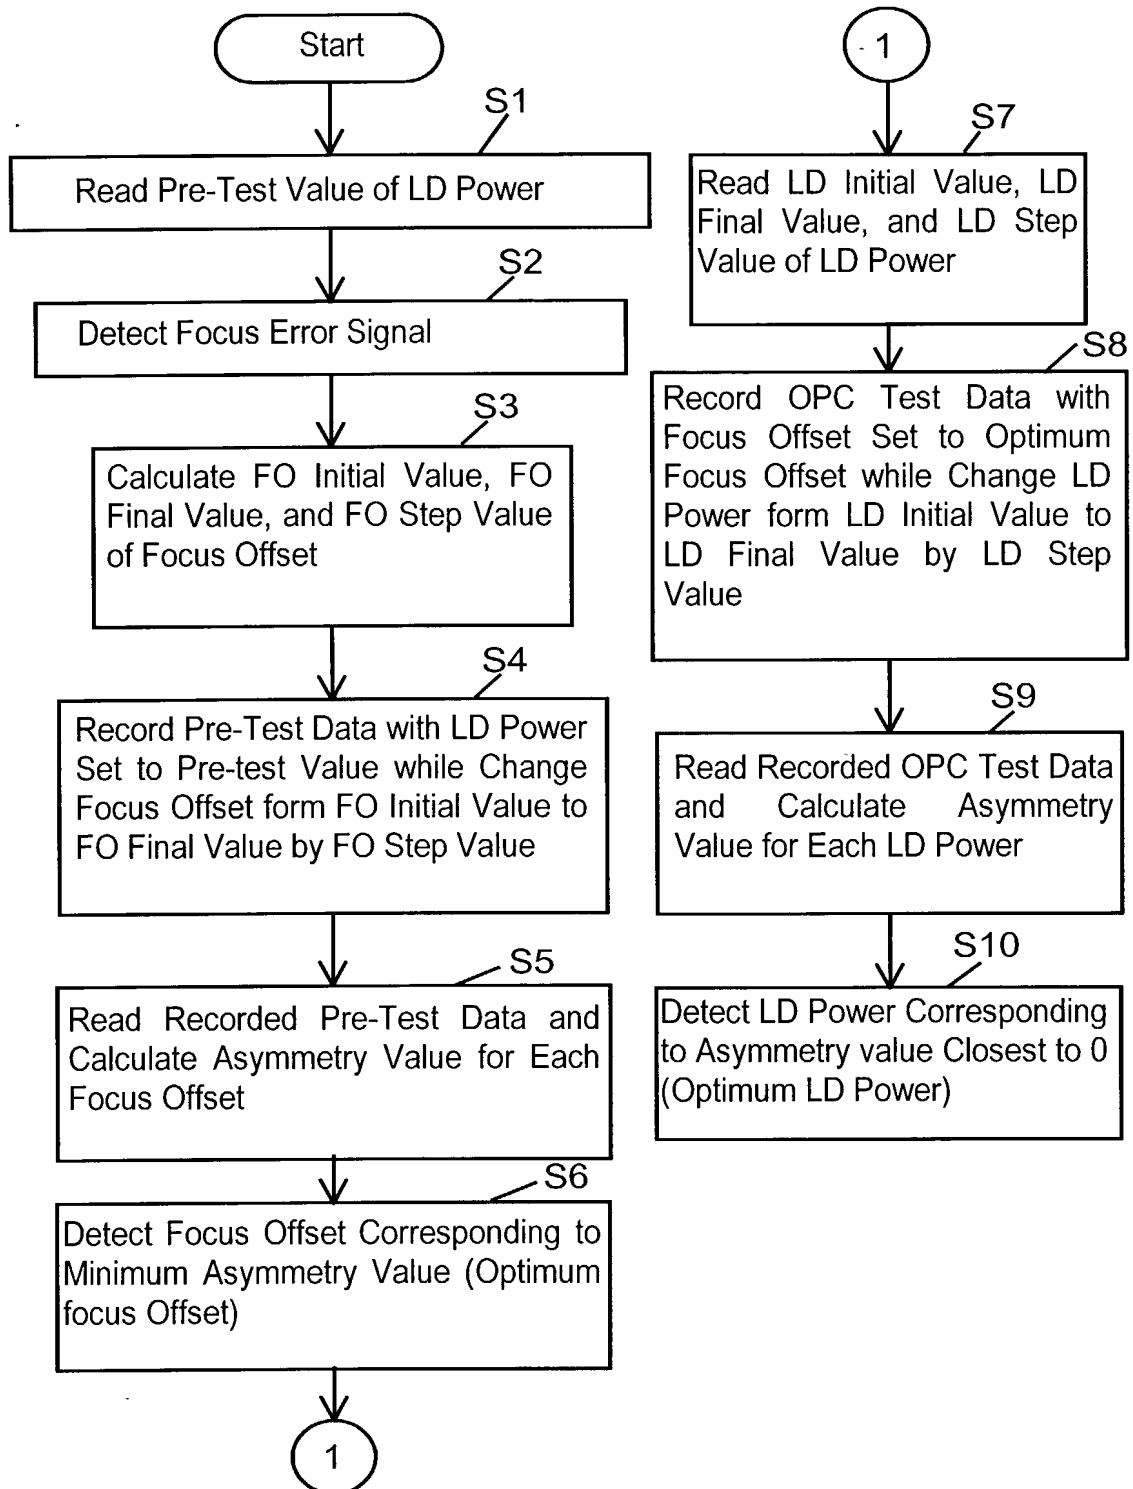 Start
S1
Read Pre-Test Value of LD Power
S2
Detect Focus Error Signal
S3
Calculate FO Initial Value, FO
Final Value, and FO Step Value
of Focus Offset
S4
Record Pre-Test Data with LD Power
Set to Pre-test Value while Change
Focus Offset form FO Initial Value to
FO Final Value by FO Step Value
S5
Read Recorded Pre-Test Data and
Calculate Asymmetry Value for Each
Focus Offset
S6
Detect Focus Offset Corresponding to
Minimum Asymmetry Value (Optimum
focus Offset)
1
1
S7
Read LD Initial Value, LD
Final Value, and LD Step
Value of LD Power
S8
Record OPC Test Data with
Focus Offset Set to Optimum
Focus Offset while Change LD
Power form LD Initial Value to
LD Final Value by LD Step
Value
S9
Read Recorded OPC Test Data
and Calculate Asymmetry
Value for Each LD Power
S10
Detect LD Power Corresponding
to Asymmetry value Closest to 0
(Optimum LD Power)